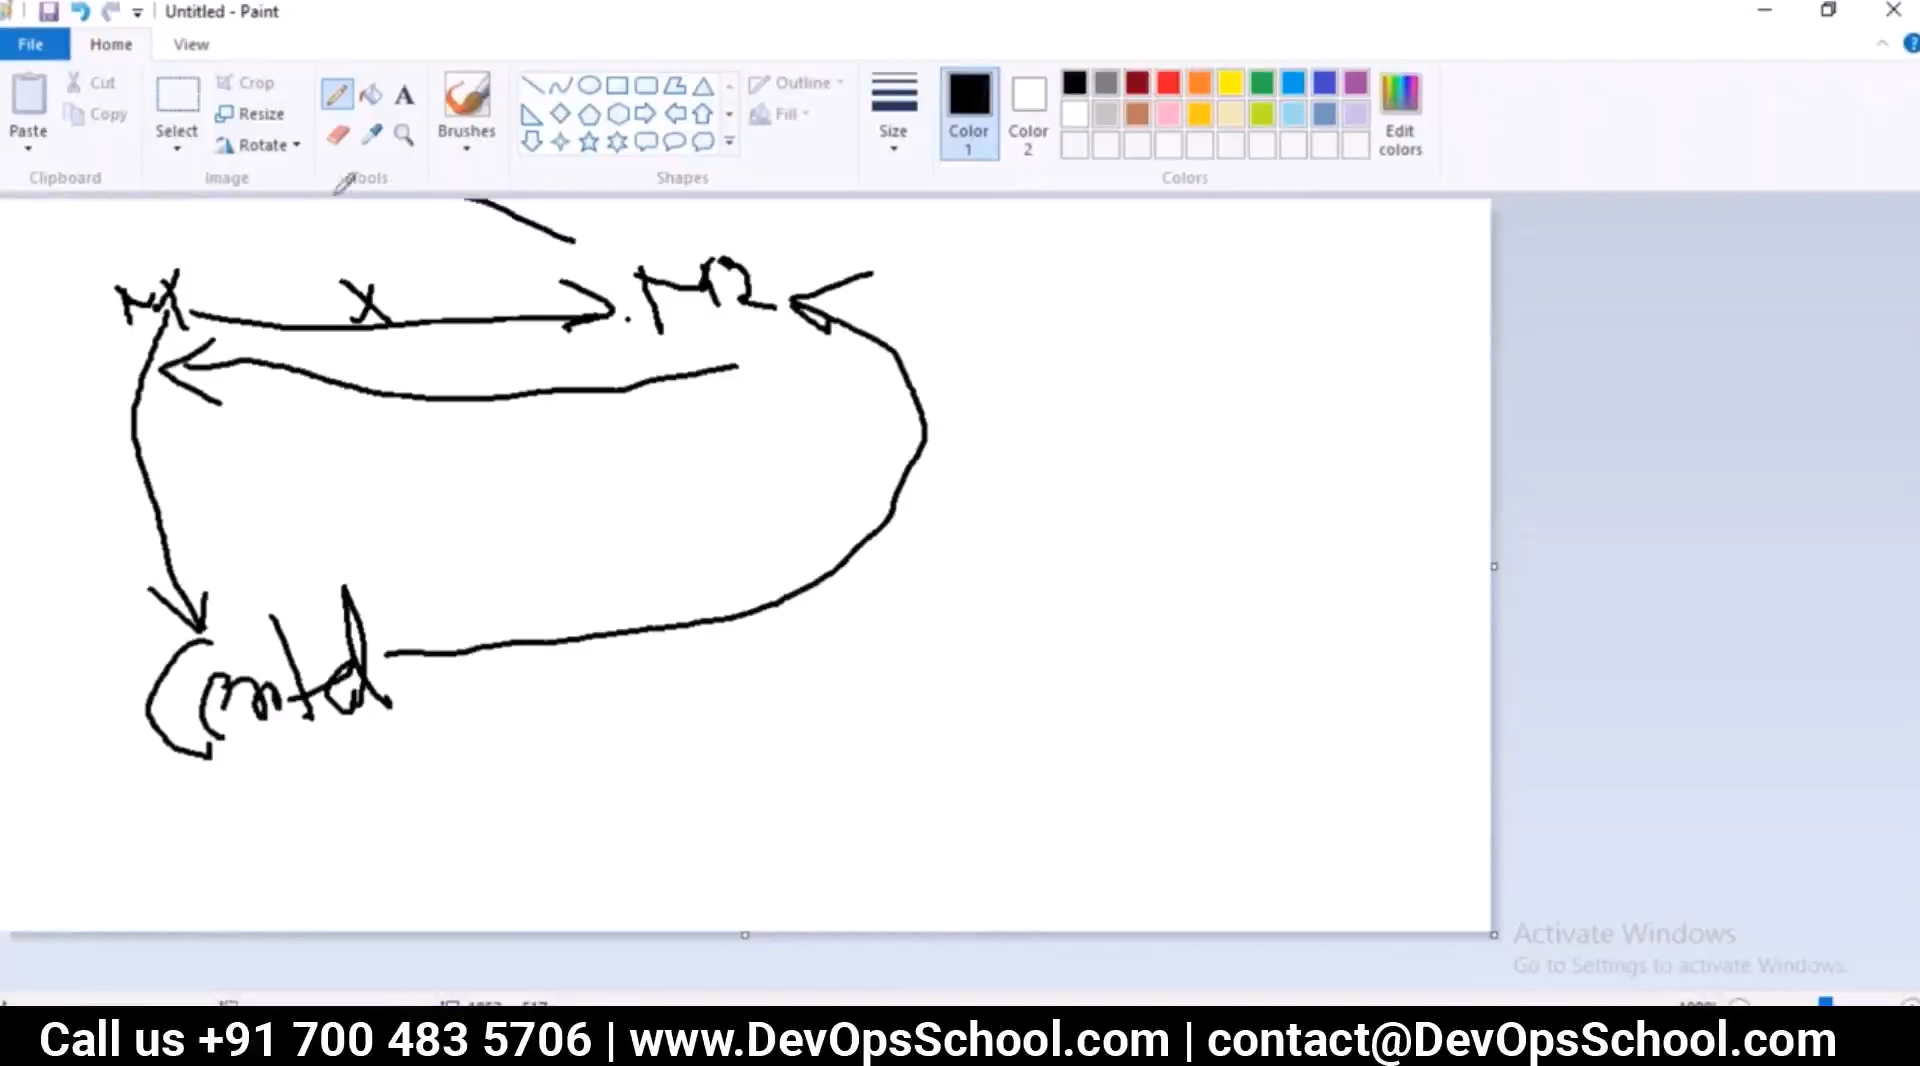 Untitled - Paint
File Home View
Paste
Cut
Copy
Clipboard
Select
Crop
Resize
Rotate
Image
Tools
Brushes
Shapes
Outline
Fill
Size
Color 1
Color 2
Edit colors
Colors
X
M2
Activate Windows
Go to Settings to activate Windows.
Call us +91 700 483 5706 | www.DevOpsSchool.com | contact@DevOpsSchool.com